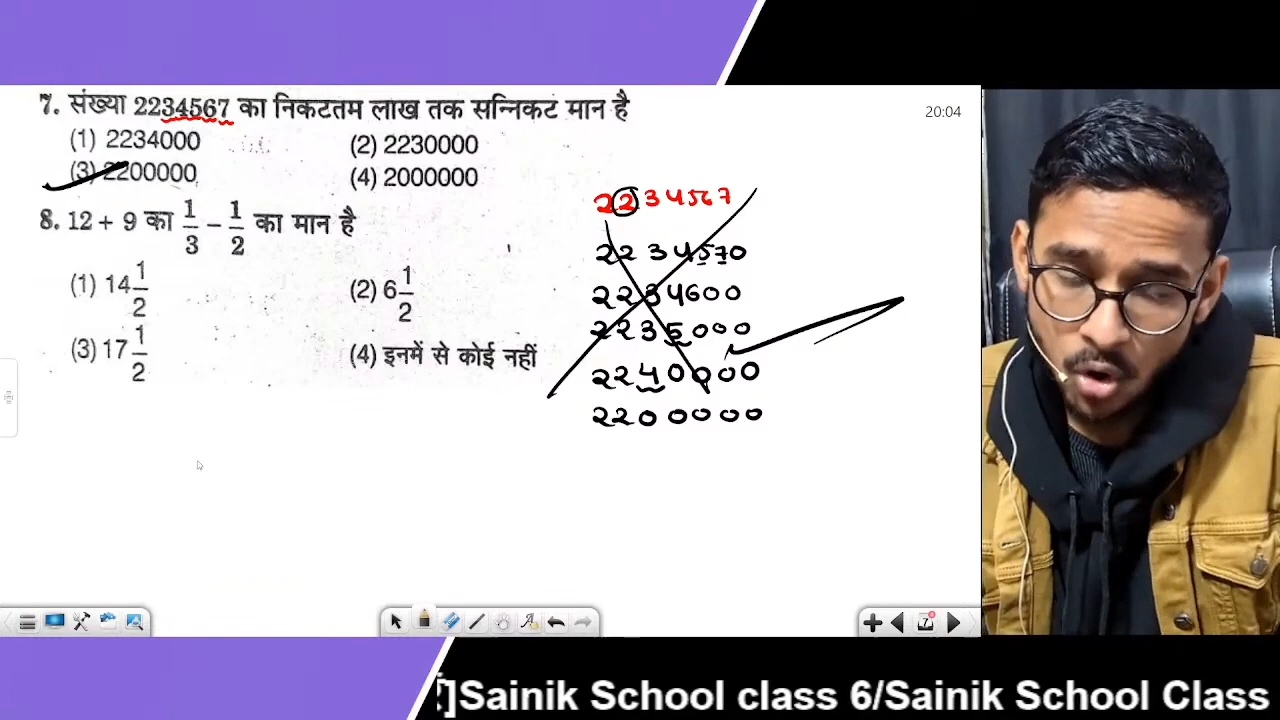 7. संख्या 2234567 का निकटतम लाख तक सन्निकट मान है
(1) 2234000 (2) 2230000
(3) 2200000 (4) 2000000
8. 12 + 9 का 1/3 − 1/2 का मान है
(1) 14 1/2 (2) 6 1/2
(3) 17 1/2 (4) इनमें से कोई नहीं
20:04
2234567
2234570
2234600
2235000
2240000
2200000
7
]Sainik School class 6/Sainik School Class